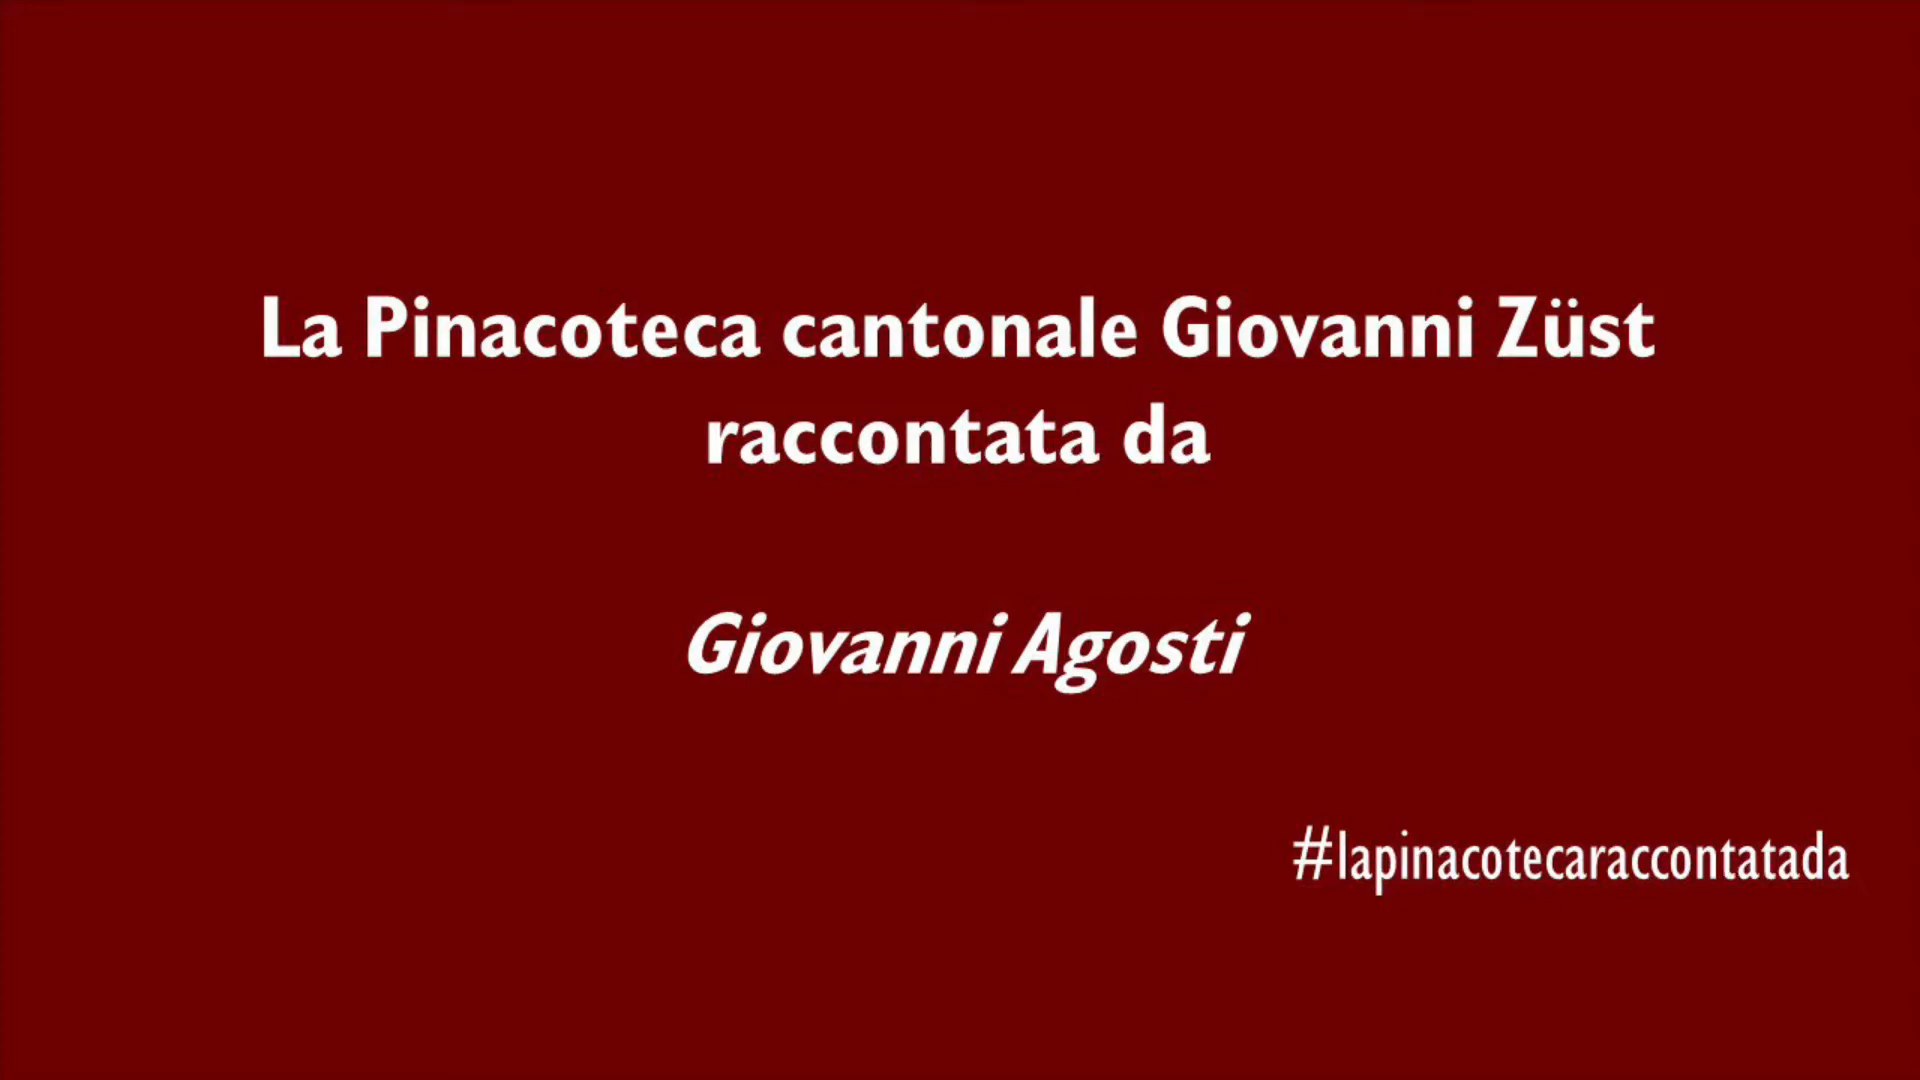 La Pinacoteca cantonale Giovanni Züst
raccontata da
Giovanni Agosti
#lapinacotecaraccontatada